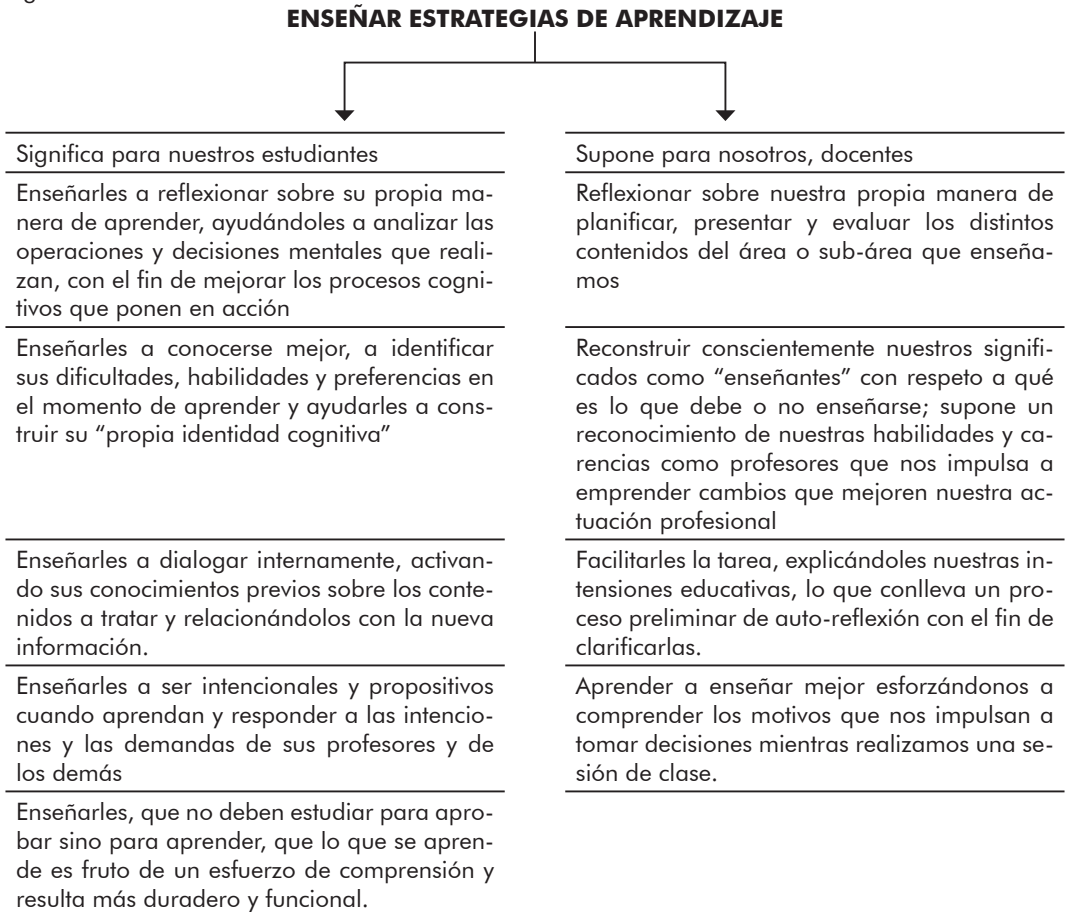 ENSEÑAR ESTRATEGIAS DE APRENDIZAJE
Significa para nuestros estudiantes
Enseñarles a reflexionar sobre su propia ma-
nera de aprender, ayudándoles a analizar las
operaciones y decisiones mentales que reali-
zan, con el fin de mejorar los procesos cogni-
tivos que ponen en acción
Enseñarles a conocerse mejor, a identificar
sus dificultades, habilidades y preferencias en
el momento de aprender y ayudarles a cons-
truir su “propia identidad cognitiva”
Enseñarles a dialogar internamente, activan-
do sus conocimientos previos sobre los conte-
nidos a tratar y relacionándolos con la nueva
información.
Enseñarles a ser intencionales y propositivos
cuando aprendan y responder a las intencio-
nes y las demandas de sus profesores y de
los demás
Enseñarles, que no deben estudiar para apro-
bar sino para aprender, que lo que se apren-
de es fruto de un esfuerzo de comprensión y
resulta más duradero y funcional.
Supone para nosotros, docentes
Reflexionar sobre nuestra propia manera de
planificar, presentar y evaluar los distintos
contenidos del área o sub-área que enseña-
mos
Reconstruir conscientemente nuestros signifi-
cados como “enseñantes” con respeto a qué
es lo que debe o no enseñarse; supone un
reconocimiento de nuestras habilidades y ca-
rencias como profesores que nos impulsa a
emprender cambios que mejoren nuestra ac-
tuación profesional
Facilitarles la tarea, explicándoles nuestras in-
tensiones educativas, lo que conlleva un pro-
ceso preliminar de auto-reflexión con el fin de
clarificarlas.
Aprender a enseñar mejor esforzándonos a
comprender los motivos que nos impulsan a
tomar decisiones mientras realizamos una se-
sión de clase.